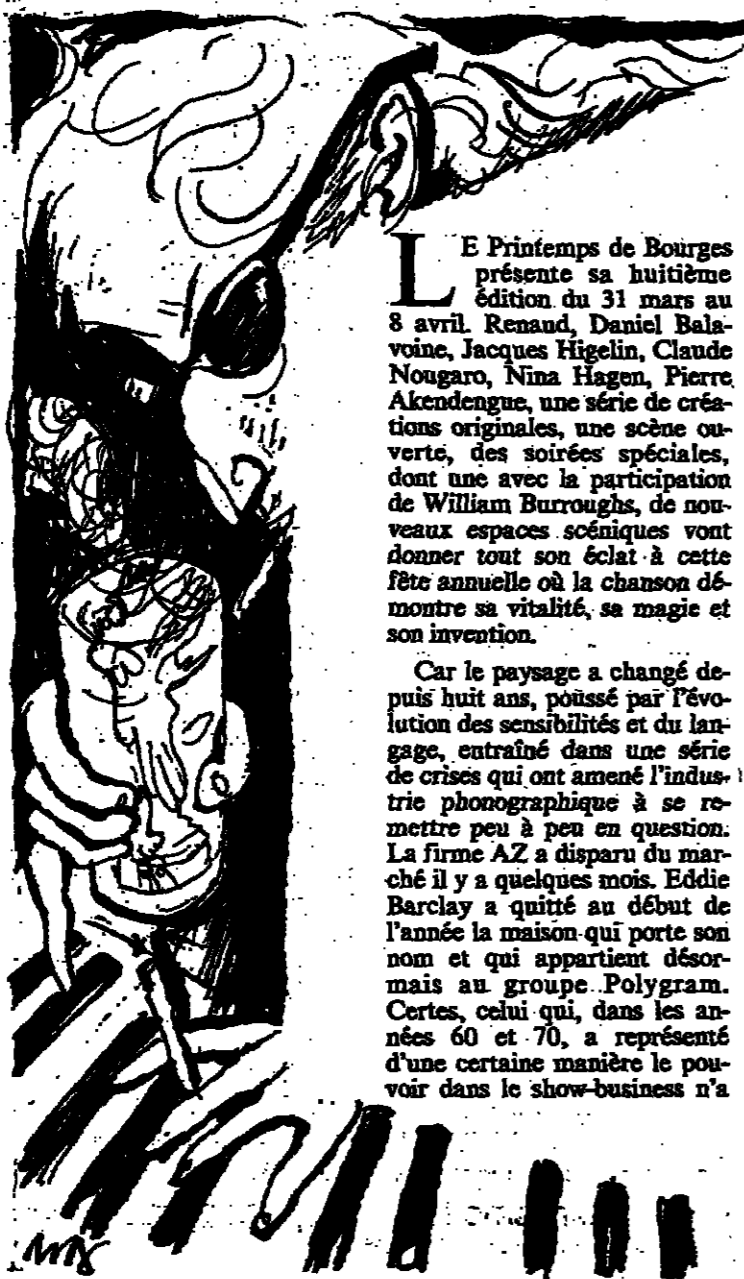 LE Printemps de Bourges
présente sa huitième
édition du 31 mars au
8 avril. Renaud, Daniel Bala-
voine, Jacques Higelin, Claude
Nougaro, Nina Hagen, Pierre
Akendengue, une série de créa-
tions originales, une scène ou-
verte, des soirées spéciales,
dont une avec la participation
de William Burroughs, de nou-
veaux espaces scéniques vont
donner tout son éclat à cette
fête annuelle où la chanson dé-
montre sa vitalité, sa magie et
son invention.
Car le paysage a changé de-
puis huit ans, poussé par l'évo-
lution des sensibilités et du lan-
gage, entraîné dans une série
de crises qui ont amené l'indus-
trie phonographique à se re-
mettre peu à peu en question.
La firme AZ a disparu du mar-
ché il y a quelques mois. Eddie
Barclay a quitté au début de
l'année la maison qui porte son
nom et qui appartient désor-
mais au groupe Polygram.
Certes, celui qui, dans les an-
nées 60 et 70, a représenté
d'une certaine manière le pou-
voir dans le show-business n'a